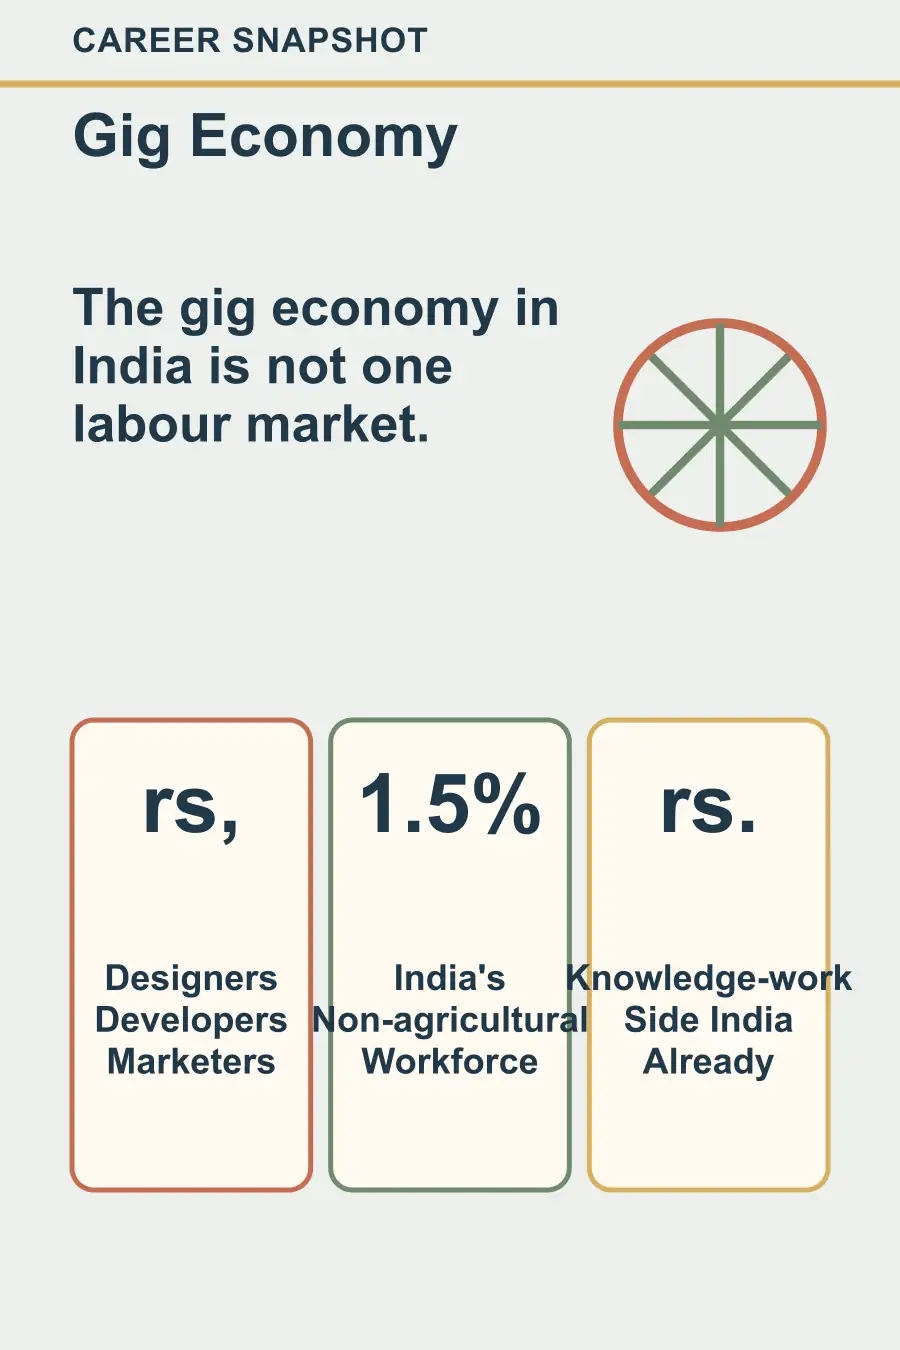 CAREER SNAPSHOT
Gig Economy
The gig economy in
India is not one
labour market.
rs,
Designers
Developers
Marketers
1.5%
India's
Non-agricultural
Workforce
rs.
Knowledge-work
Side India
Already